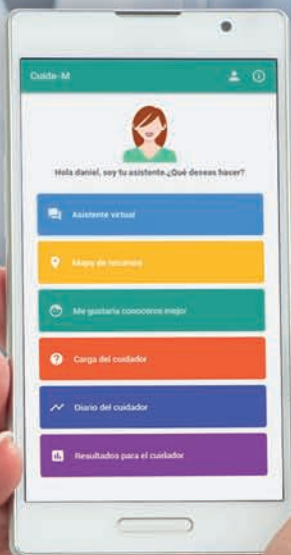 Cuida-M
Hola daniel, soy tu asistente.¿Qué deseas hacer?
Asistente virtual
Mapa de recursos
Me gustaría conoceros mejor
Carga del cuidador
Diario del cuidador
Resultados para el cuidador